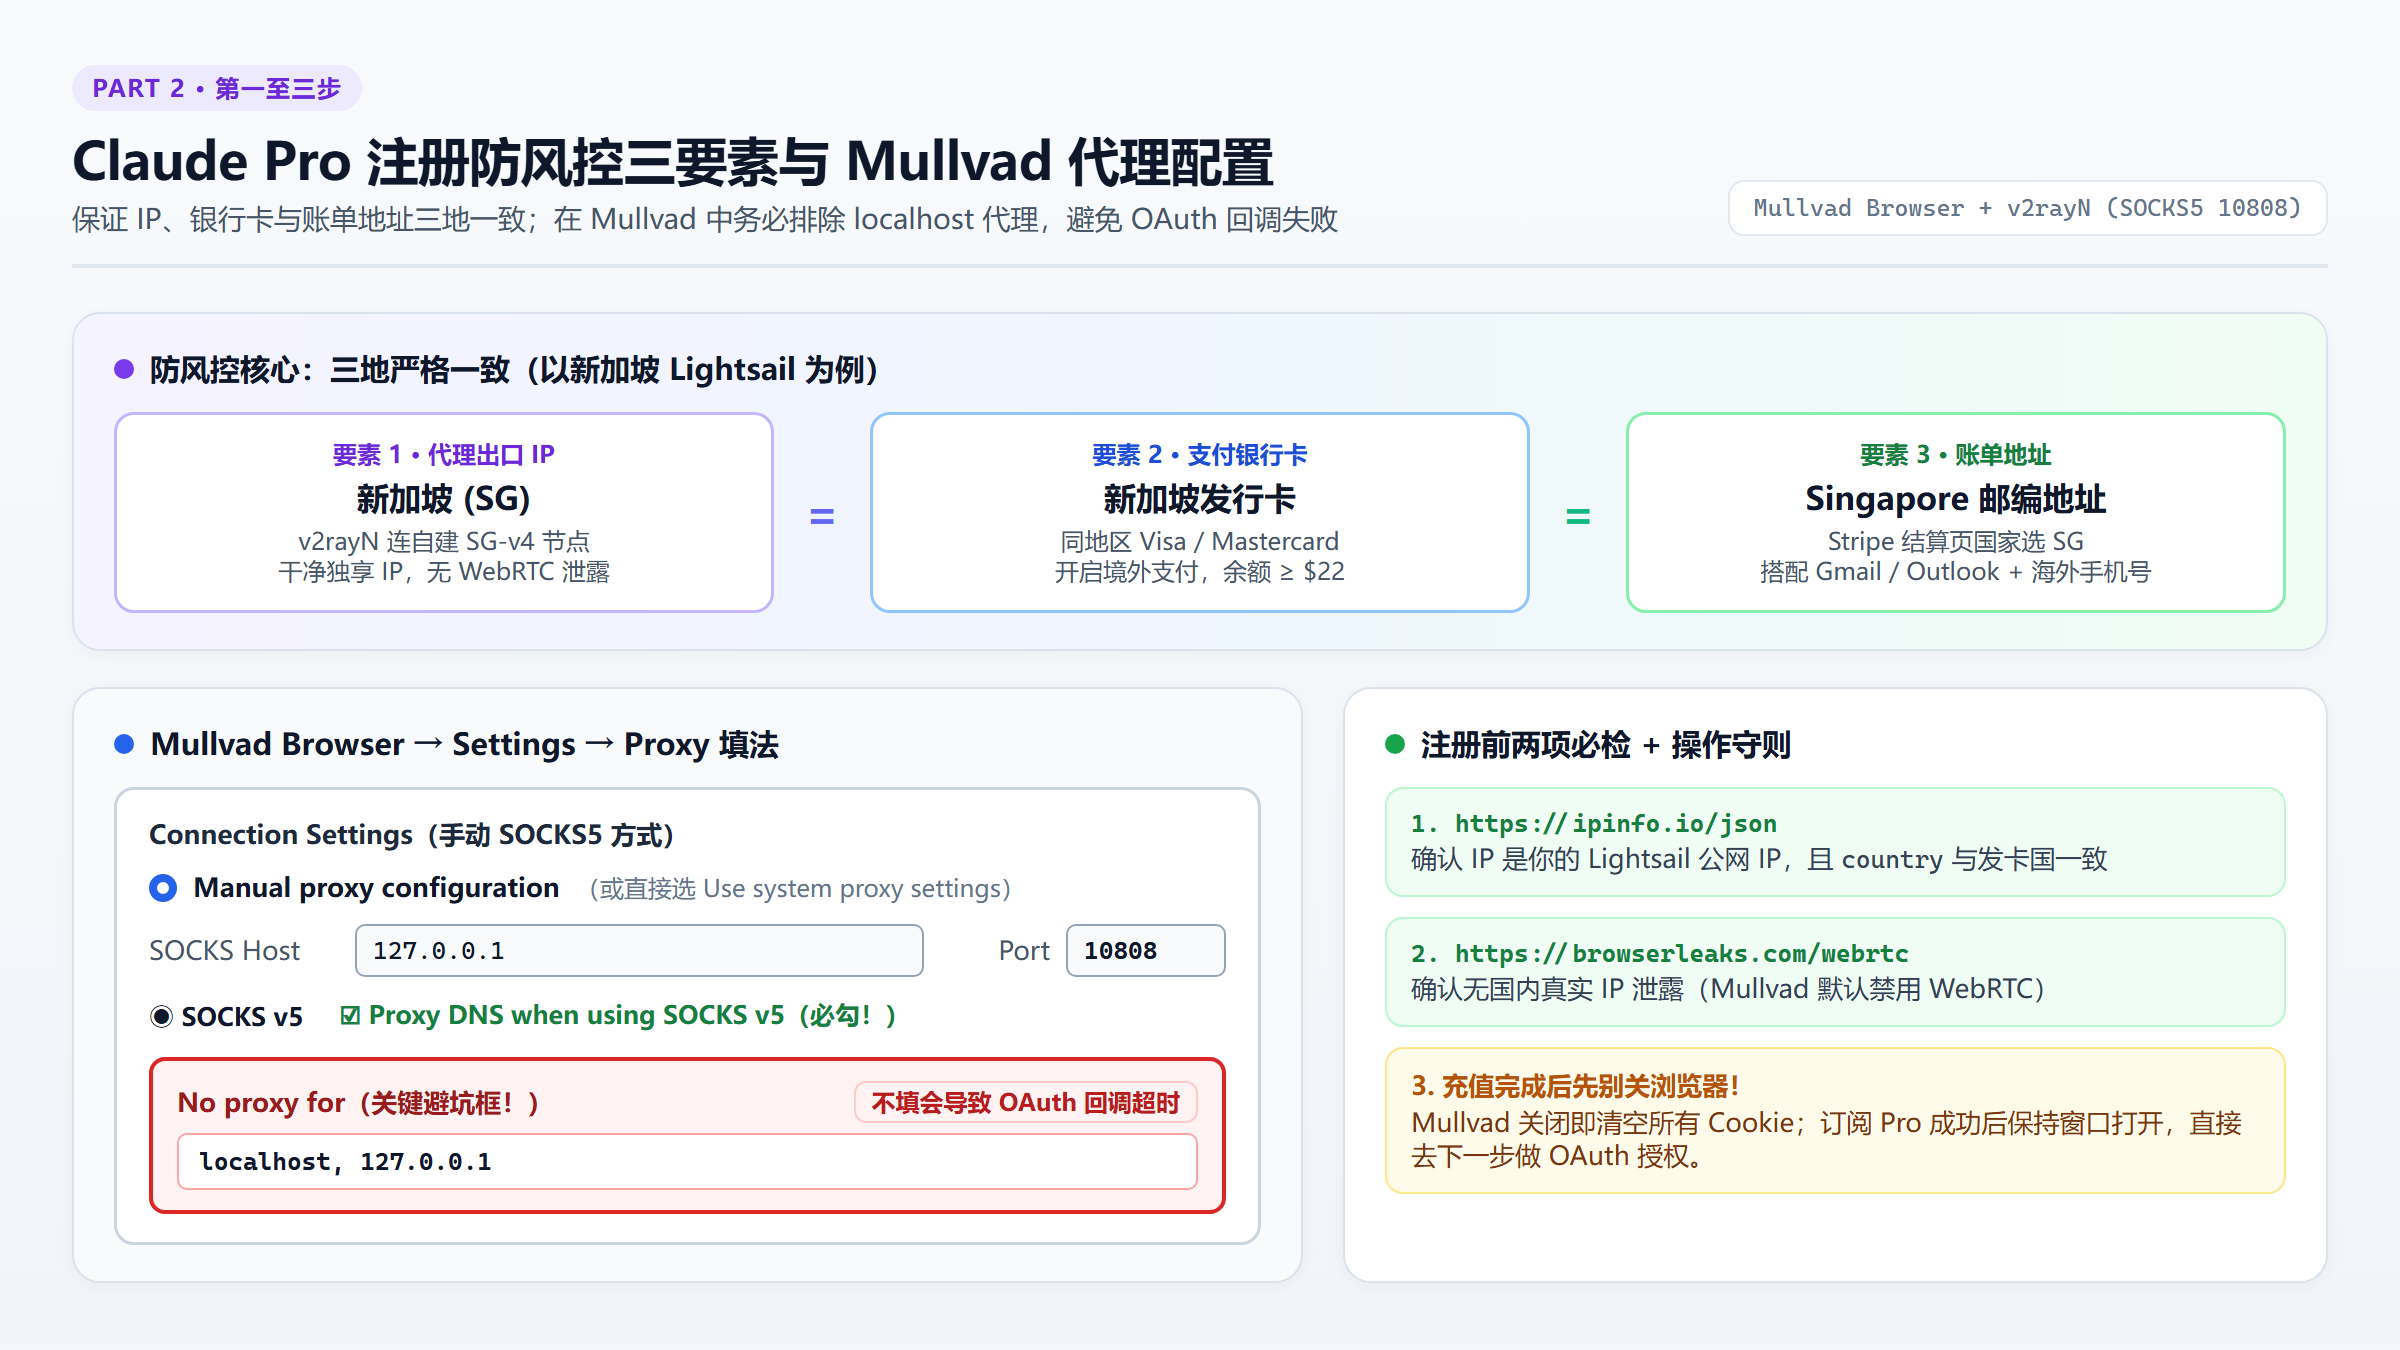 PART 2 • 第一至三步
Claude Pro 注册防风控三要素与 Mullvad 代理配置
保证 IP、银行卡与账单地址三地一致；在 Mullvad 中务必排除 localhost 代理，避免 OAuth 回调失败
Mullvad Browser + v2rayN (SOCKS5 10808)
防风控核心：三地严格一致（以新加坡 Lightsail 为例）
要素 1 • 代理出口 IP
新加坡 (SG)
v2rayN 连自建 SG-v4 节点
干净独享 IP，无 WebRTC 泄露
=
要素 2 • 支付银行卡
新加坡发行卡
同地区 Visa / Mastercard
开启境外支付，余额 ≥ $22
=
要素 3 • 账单地址
Singapore 邮编地址
Stripe 结算页国家选 SG
搭配 Gmail / Outlook + 海外手机号
Mullvad Browser → Settings → Proxy 填法
Connection Settings（手动 SOCKS5 方式）
Manual proxy configuration （或直接选 Use system proxy settings）
SOCKS Host 127.0.0.1 Port 10808
◉ SOCKS v5 ☑ Proxy DNS when using SOCKS v5（必勾！）
No proxy for（关键避坑框！） 不填会导致 OAuth 回调超时
localhost, 127.0.0.1
注册前两项必检 + 操作守则
1. https://ipinfo.io/json
确认 IP 是你的 Lightsail 公网 IP，且 country 与发卡国一致
2. https://browserleaks.com/webrtc
确认无国内真实 IP 泄露（Mullvad 默认禁用 WebRTC）
3. 充值完成后先别关浏览器！
Mullvad 关闭即清空所有 Cookie；订阅 Pro 成功后保持窗口打开，直接
去下一步做 OAuth 授权。